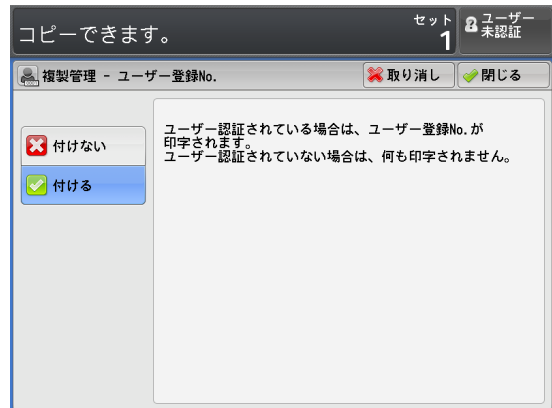 コピーできます。
セット
1
ユーザー
未認証
複製管理 - ユーザー登録No.
取り消し
閉じる
付けない
付ける
ユーザー認証されている場合は、ユーザー登録No.が
印字されます。
ユーザー認証されていない場合は、何も印字されません。